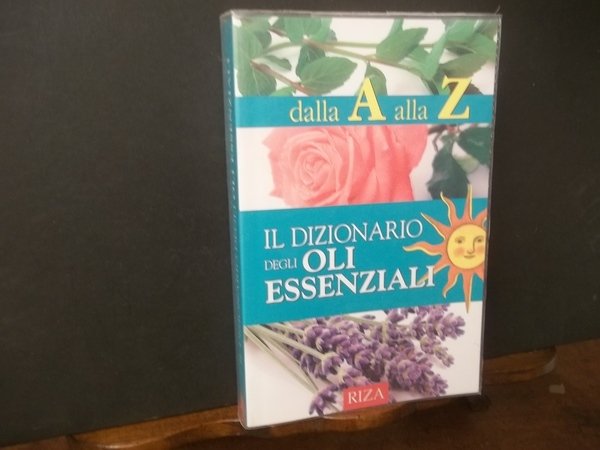 dalla A alla Z
IL DIZIONARIO
DEGLI OLI
ESSENZIALI
RIZA